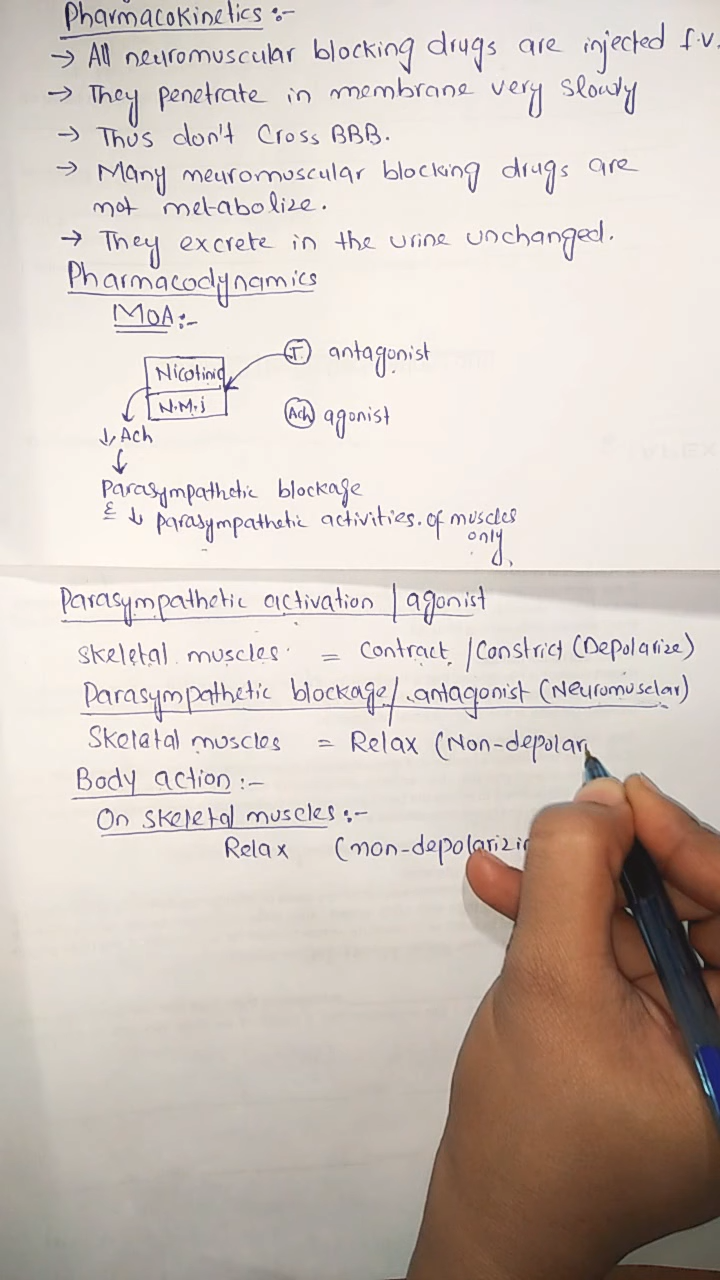 Pharmacokinetics :-
→ All neuromuscular blocking drugs are injected I.V.
→ They penetrate in membrane very slowly
→ Thus don't Cross BBB.
→ Many neuromuscular blocking drugs are
not metabolize.
→ They excrete in the urine unchanged.
Pharmacodynamics
MOA :-
T. antagonist
Nicotinic
N.M.j
Ach agonist
↓ Ach
↓
Parasympathetic blockage
& ↓ parasympathetic activities. of muscles
only.
Parasympathetic activation / agonist
Skeletal muscles = Contract / Constrict (Depolarize)
Parasympathetic blockage / antagonist (Neuromuselar)
Skeletal muscles = Relax (Non-depolar
Body action :-
On skeletal muscles :-
Relax (non-depolarizin